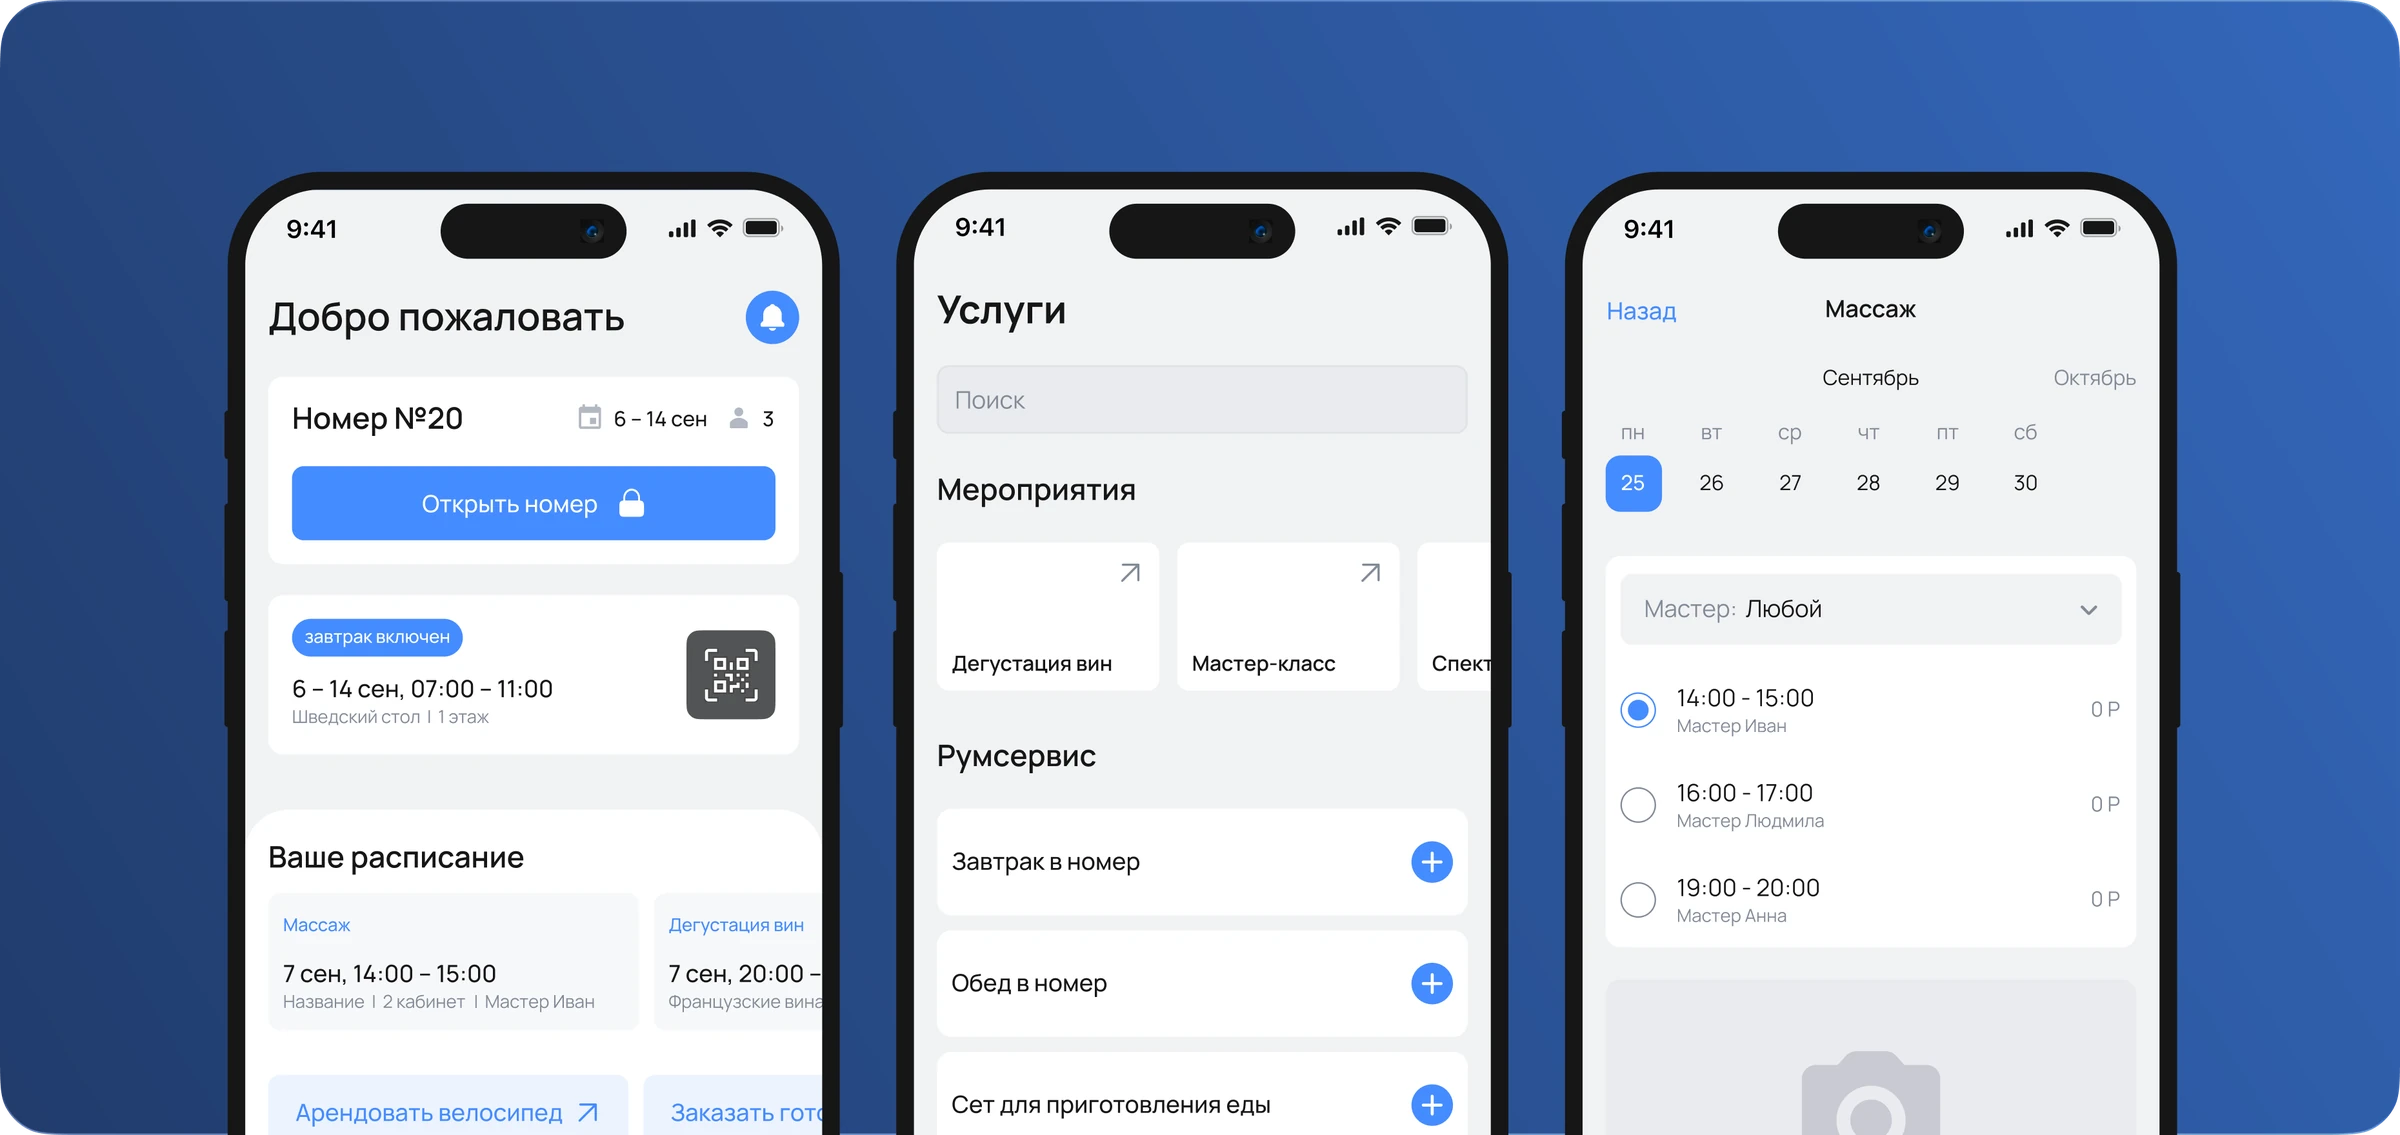 9:41
Добро пожаловать
Номер №20 6 – 14 сен 3
Открыть номер
завтрак включен
6 – 14 сен, 07:00 – 11:00
Шведский стол | 1 этаж
Ваше расписание
Массаж
7 сен, 14:00 – 15:00
Название | 2 кабинет | Мастер Иван
Дегустация вин
7 сен, 20:00 –
Французские вина
Арендовать велосипед
Заказать гото
9:41
Услуги
Поиск
Мероприятия
Дегустация вин
Мастер-класс
Спект
Румсервис
Завтрак в номер
Обед в номер
Сет для приготовления еды
9:41
Назад Массаж
Сентябрь Октябрь
пн вт ср чт пт сб
25 26 27 28 29 30
Мастер: Любой
14:00 - 15:00
Мастер Иван
0 Р
16:00 - 17:00
Мастер Людмила
0 Р
19:00 - 20:00
Мастер Анна
0 Р